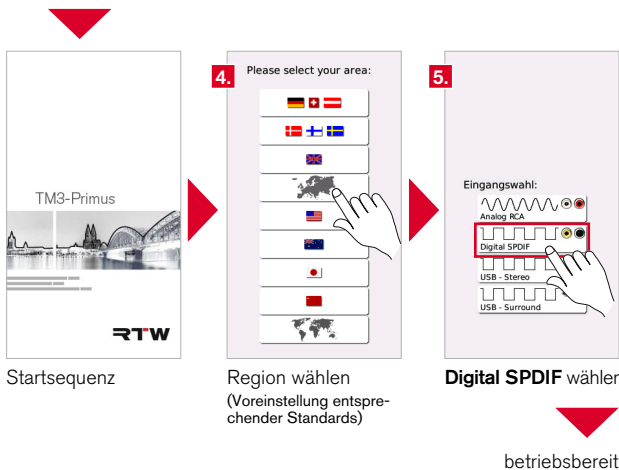 TM3-Primus
RTW
Startsequenz
4.
Please select your area:
Region wählen
(Voreinstellung entspre-
chender Standards)
5.
Eingangswahl:
Analog RCA
Digital SPDIF
USB - Stereo
USB - Surround
Digital SPDIF wähler
betriebsbereit